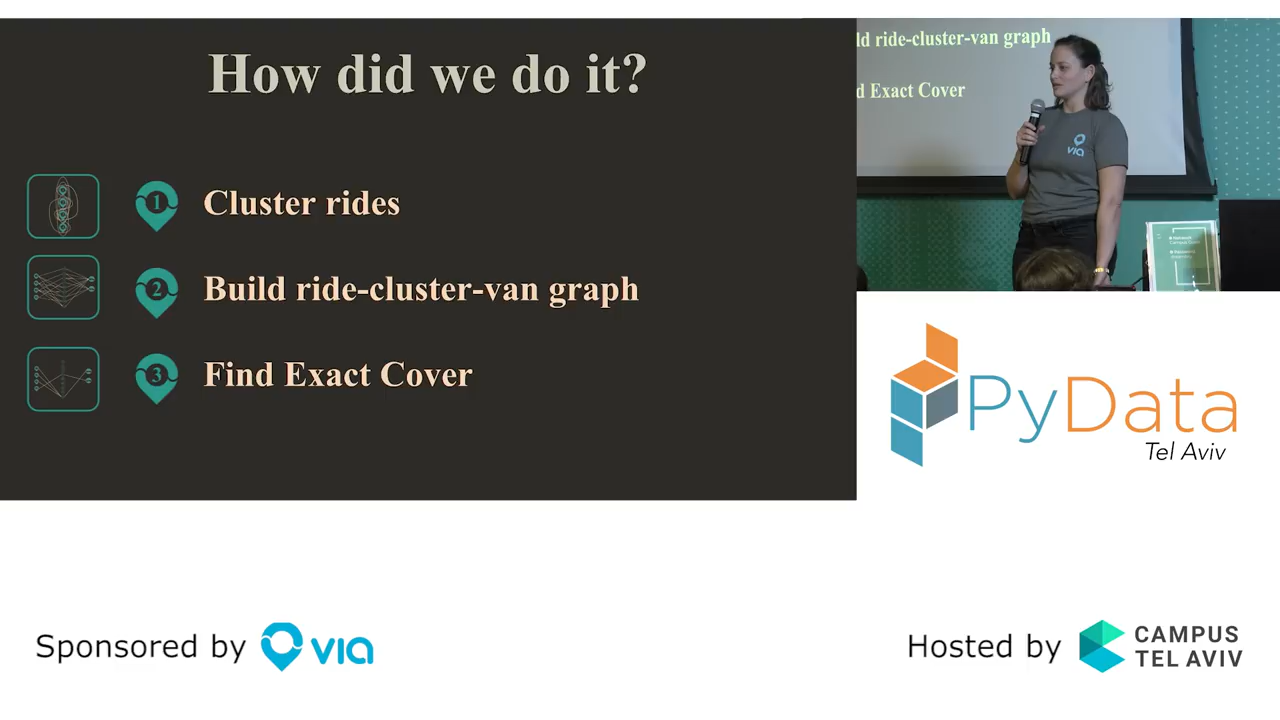 How did we do it?
1 Cluster rides
2 Build ride-cluster-van graph
3 Find Exact Cover
ld ride-cluster-van graph
d Exact Cover
via
PyData
Tel Aviv
Sponsored by via
Hosted by CAMPUS
TEL AVIV